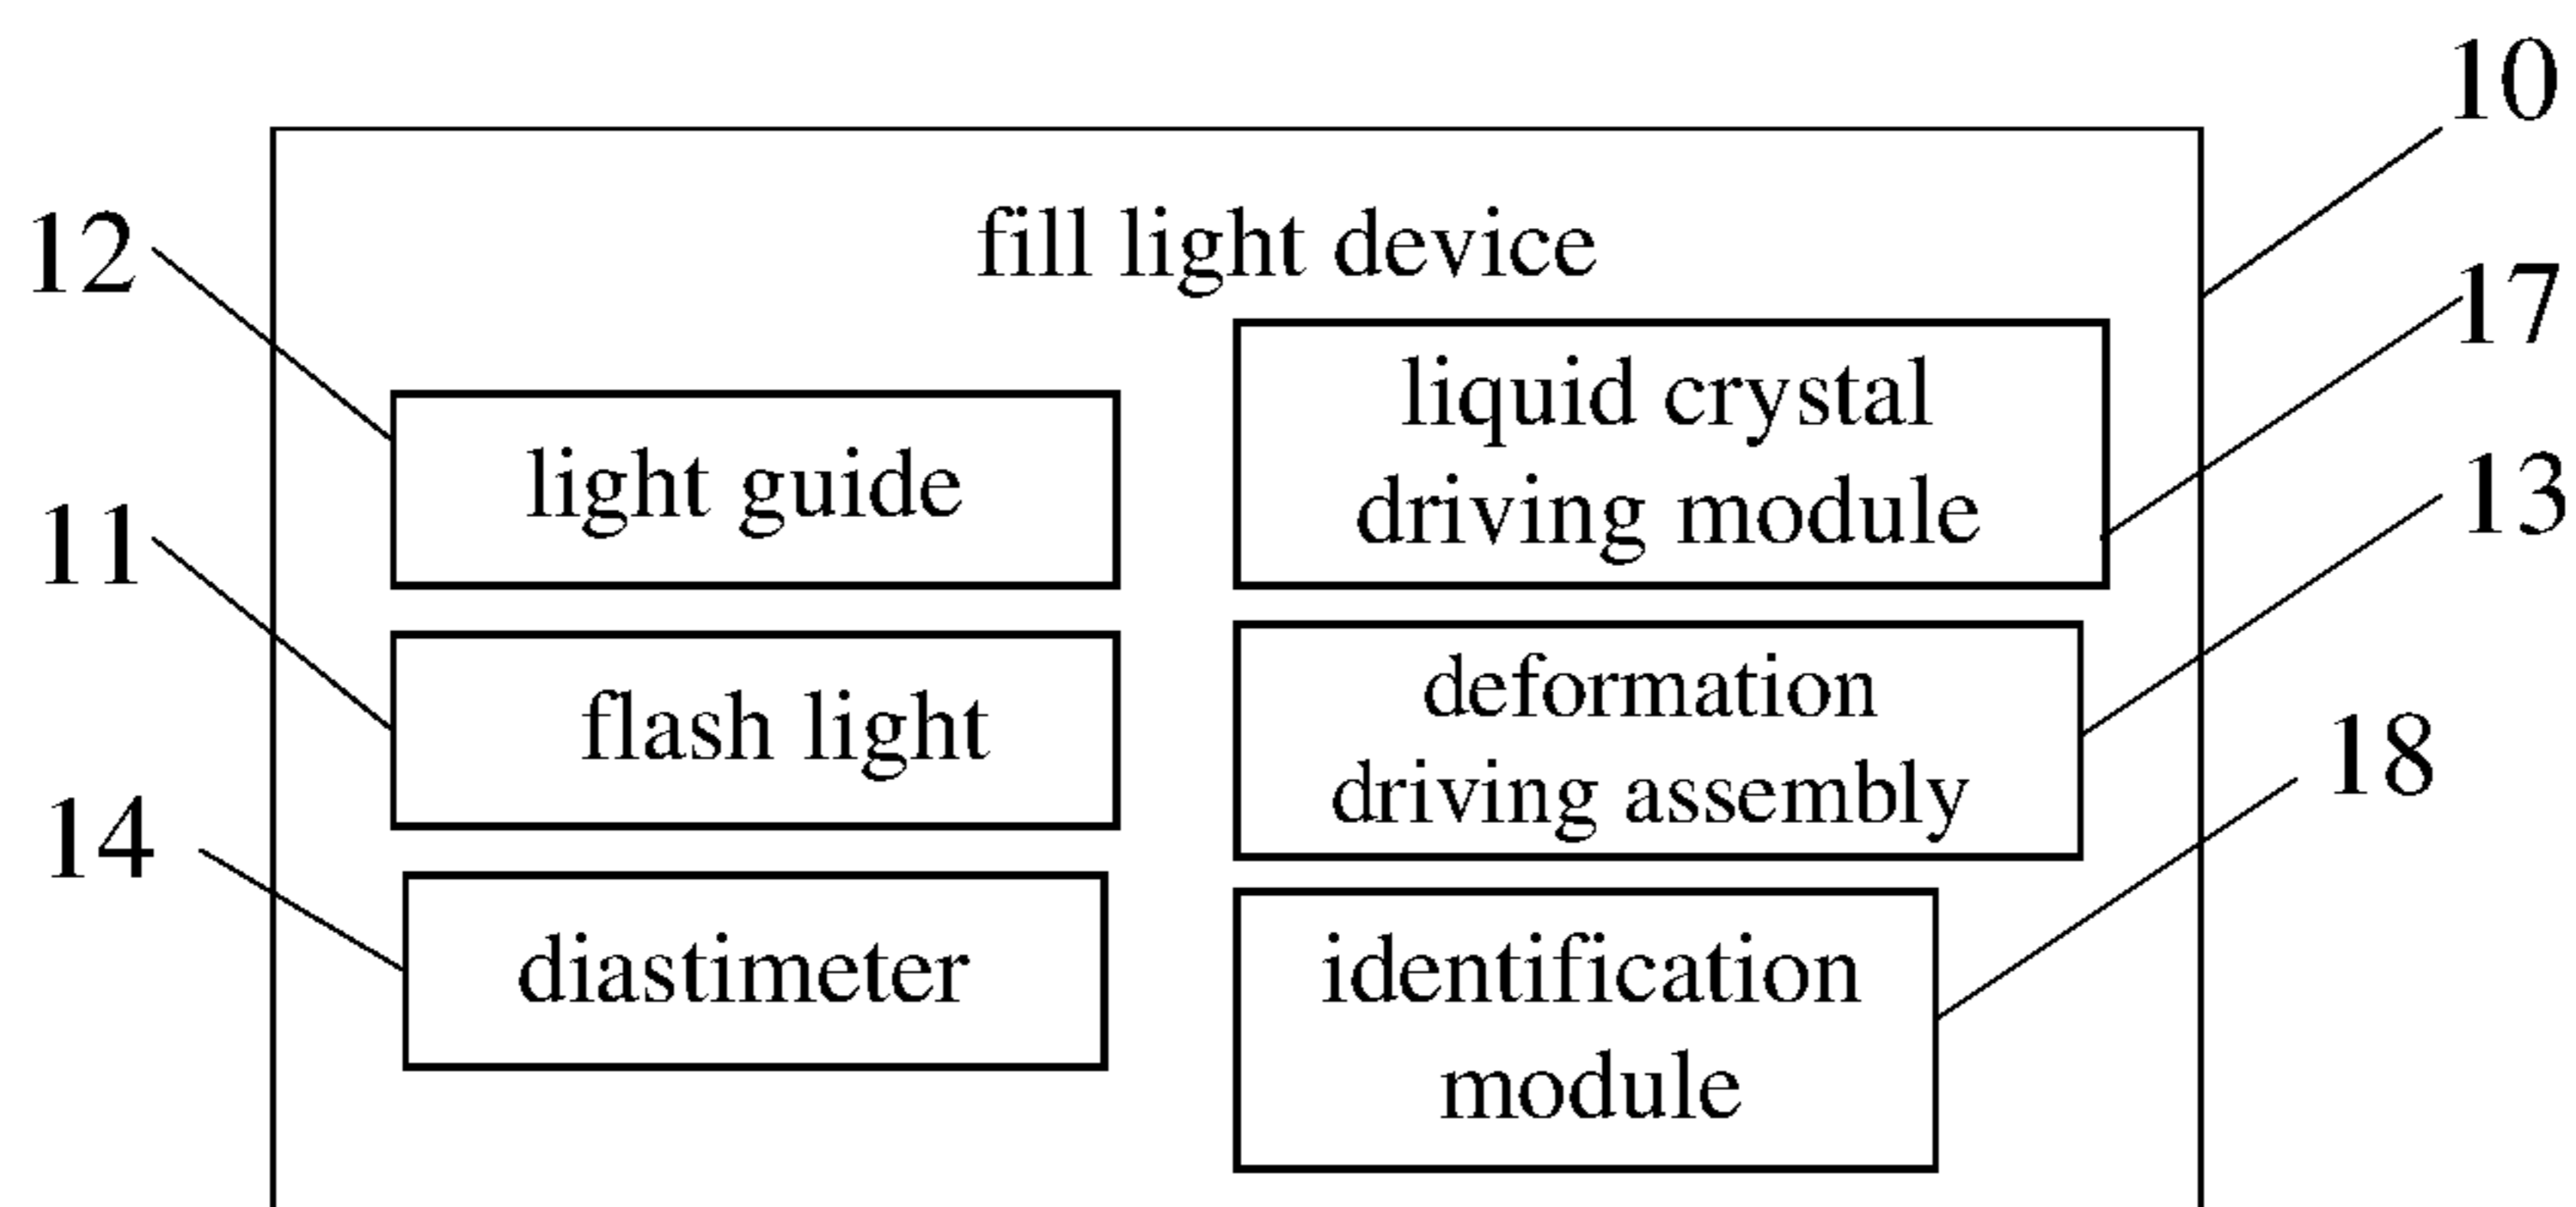 10
fill light device
12
17
liquid crystal
driving module
light guide
11
13
flash light
deformation
driving assembly
14
18
diastimeter
identification
module